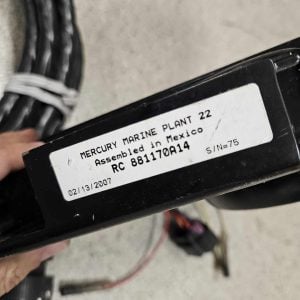 MERCURY MARINE PLANT 22
Assembled in Mexico
RC 881170A14
02/13/2007
S/N=75